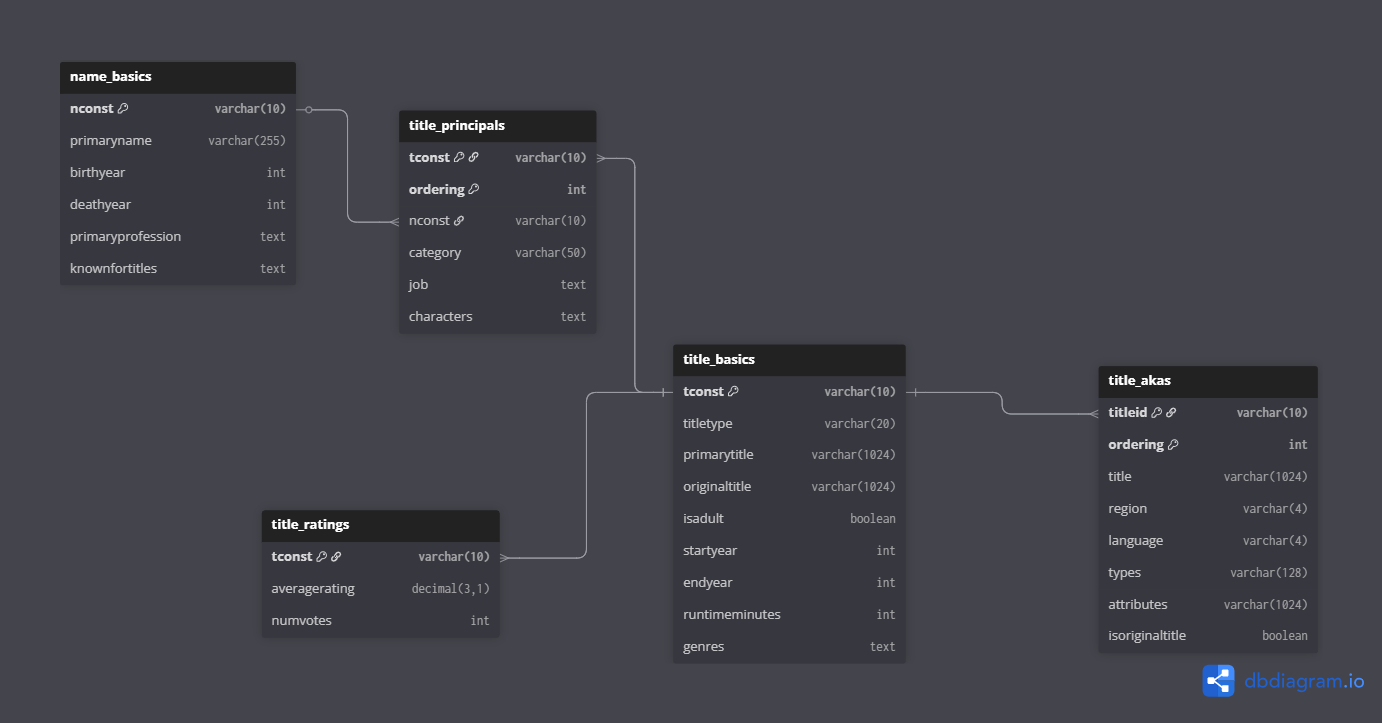 name_basics
nconst varchar(10)
primaryname varchar(255)
birthyear int
deathyear int
primaryprofession text
knownfortitles text
title_principals
tconst varchar(10)
ordering int
nconst varchar(10)
category varchar(50)
job text
characters text
title_basics
tconst varchar(10)
titletype varchar(20)
primarytitle varchar(1024)
originaltitle varchar(1024)
isadult boolean
startyear int
endyear int
runtimeminutes int
genres text
title_akas
titleid varchar(10)
ordering int
title varchar(1024)
region varchar(4)
language varchar(4)
types varchar(128)
attributes varchar(1024)
isoriginaltitle boolean
title_ratings
tconst varchar(10)
averagerating decimal(3,1)
numvotes int
dbdiagram.io